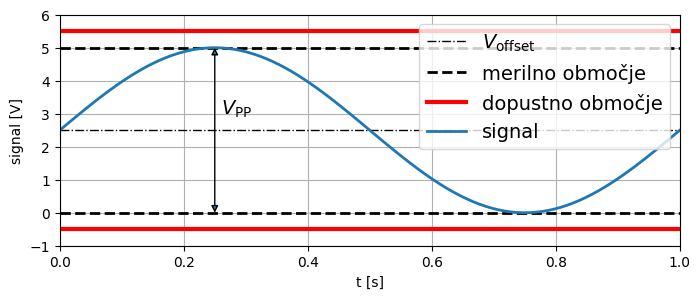 6
5
4
3
2
1
0
−1
signal [V]
V_PP
V_offset
merilno območje
dopustno območje
signal
0.0 0.2 0.4 0.6 0.8 1.0
t [s]